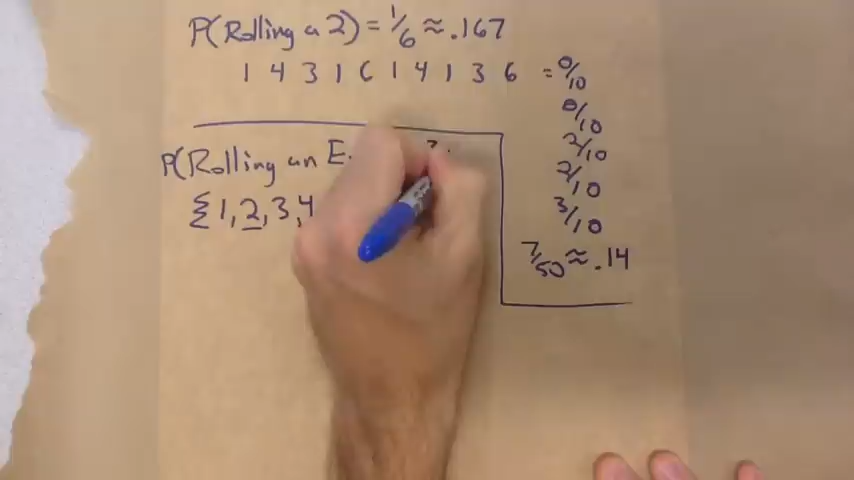 P(Rolling a 2) = 1/6 ≈ .167
1 4 3 1 6 1 4 1 3 6 = 0/10
0/10
2/10
2/10
3/10
7/50 ≈ .14
P(Rolling an E.
{1, 2, 3, 4